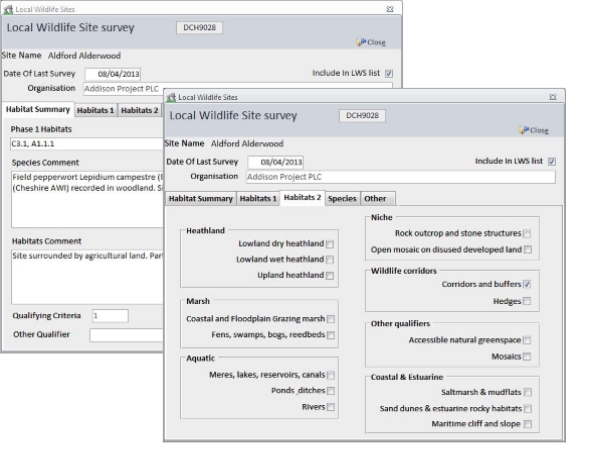 Local Wildlife Sites
Local Wildlife Site survey DCH9028
Close
Site Name Aldford Alderwood
Date Of Last Survey 08/04/2013 Include In LWS list
Organisation Addison Project PLC
Habitat Summary Habitats 1 Habitats 2
Phase 1 Habitats
C3.1, A1.1.1
Species Comment
Field pepperwort Lepidium campestre (
(Cheshire AWI) recorded in woodland. Si
Habitats Comment
Site surrounded by agricultural land. Part
Qualifying Criteria 1
Other Qualifier
Local Wildlife Sites
Local Wildlife Site survey DCH9028
Close
Site Name Aldford Alderwood
Date Of Last Survey 08/04/2013 Include In LWS list
Organisation Addison Project PLC
Habitat Summary Habitats 1 Habitats 2 Species Other
Heathland
Lowland dry heathland
Lowland wet heathland
Upland heathland
Marsh
Coastal and Floodplain Grazing marsh
Fens, swamps, bogs, reedbeds
Aquatic
Meres, lakes, reservoirs, canals
Ponds ,ditches
Rivers
Niche
Rock outcrop and stone structures
Open mosaic on disused developed land
Wildlife corridors
Corridors and buffers
Hedges
Other qualifiers
Accessible natural greenspace
Mosaics
Coastal & Estuarine
Saltmarsh & mudflats
Sand dunes & estuarine rocky habitats
Maritime cliff and slope